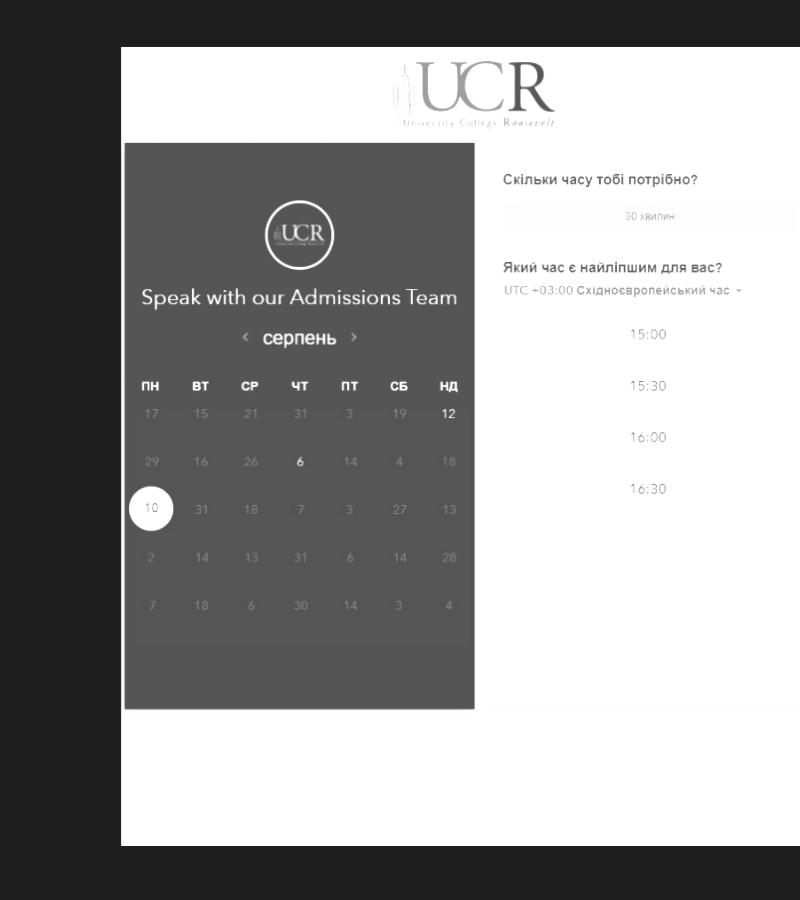 UCR
University College Roosevelt
UCR
Speak with our Admissions Team
< серпень >
ПН ВТ СР ЧТ ПТ СБ НД
17 15 21 31 3 19 12
29 16 26 6 14 4 18
10 31 18 7 3 27 13
2 14 13 31 6 14 28
7 18 6 30 14 3 4
Скільки часу тобі потрібно?
30 хвилин
Який час є найліпшим для вас?
UTC +03:00 Східноєвропейський час
15:00
15:30
16:00
16:30